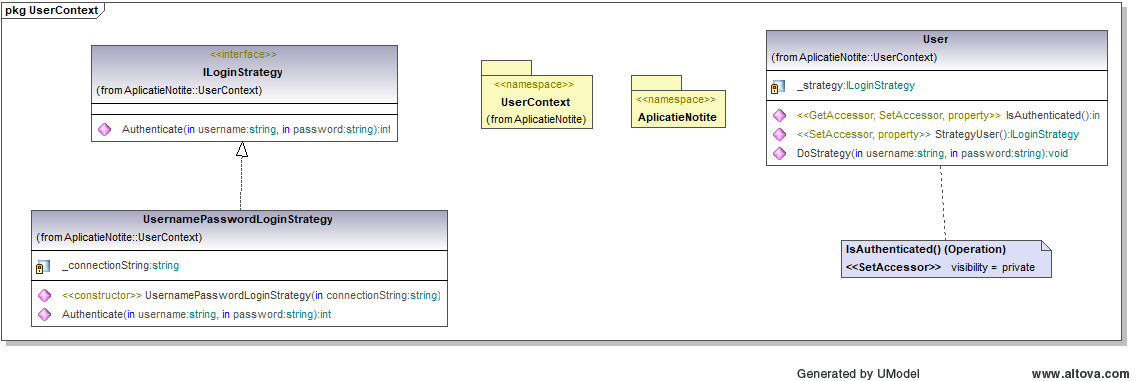 pkg UserContext
<<interface>>
ILoginStrategy
(from AplicatieNotite::UserContext)
Authenticate(in username:string, in password:string):int
UsernamePasswordLoginStrategy
(from AplicatieNotite::UserContext)
_connectionString:string
<<constructor>> UsernamePasswordLoginStrategy(in connectionString:string)
Authenticate(in username:string, in password:string):int
<<namespace>>
UserContext
(from AplicatieNotite)
<<namespace>>
AplicatieNotite
User
(from AplicatieNotite::UserContext)
_strategy:ILoginStrategy
<<GetAccessor, SetAccessor, property>> IsAuthenticated():in
<<SetAccessor, property>> StrategyUser():ILoginStrategy
DoStrategy(in username:string, in password:string):void
IsAuthenticated() (Operation)
<<SetAccessor>> visibility = private
Generated by UModel
www.altova.com